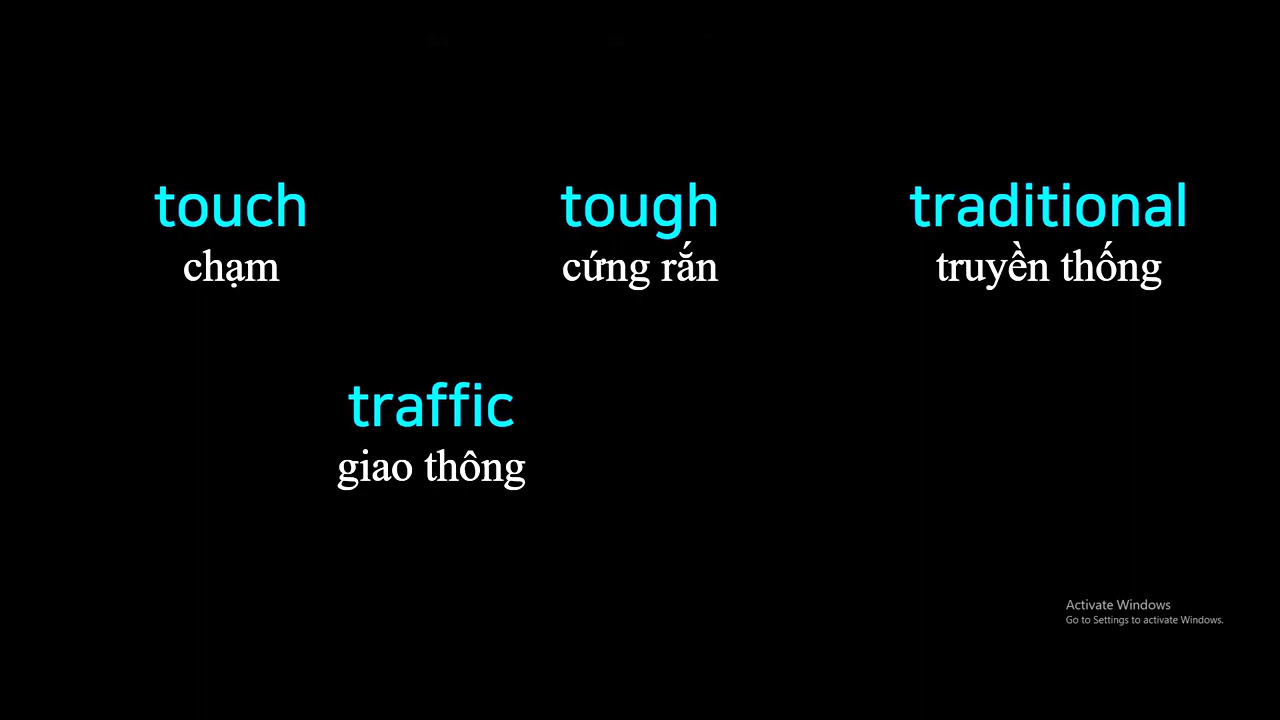 touch
chạm
tough
cứng rắn
traditional
truyền thống
traffic
giao thông
Activate Windows
Go to Settings to activate Windows.